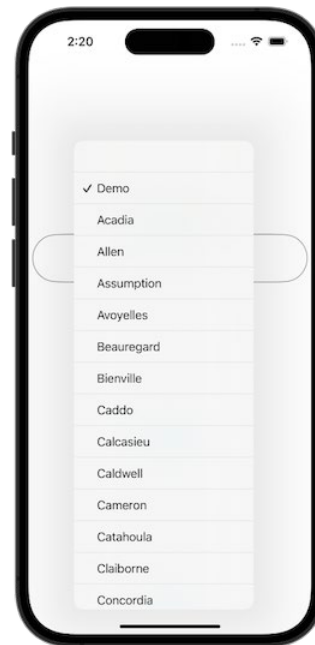 2:20
Demo
Acadia
Allen
Assumption
Avoyelles
Beauregard
Bienville
Caddo
Calcasieu
Caldwell
Cameron
Catahoula
Claiborne
Concordia